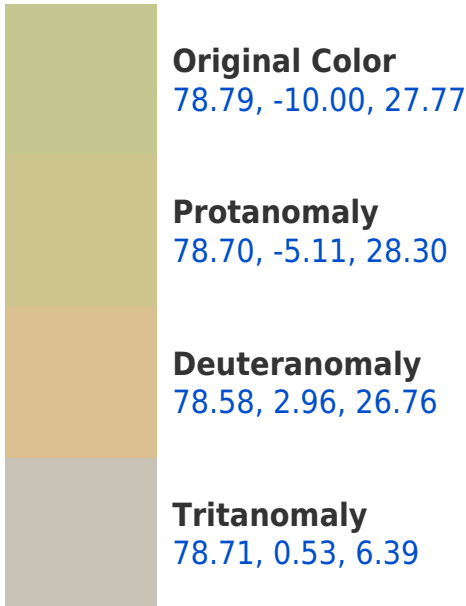 Original Color
78.79, -10.00, 27.77
Protanomaly
78.70, -5.11, 28.30
Deuteranomaly
78.58, 2.96, 26.76
Tritanomaly
78.71, 0.53, 6.39